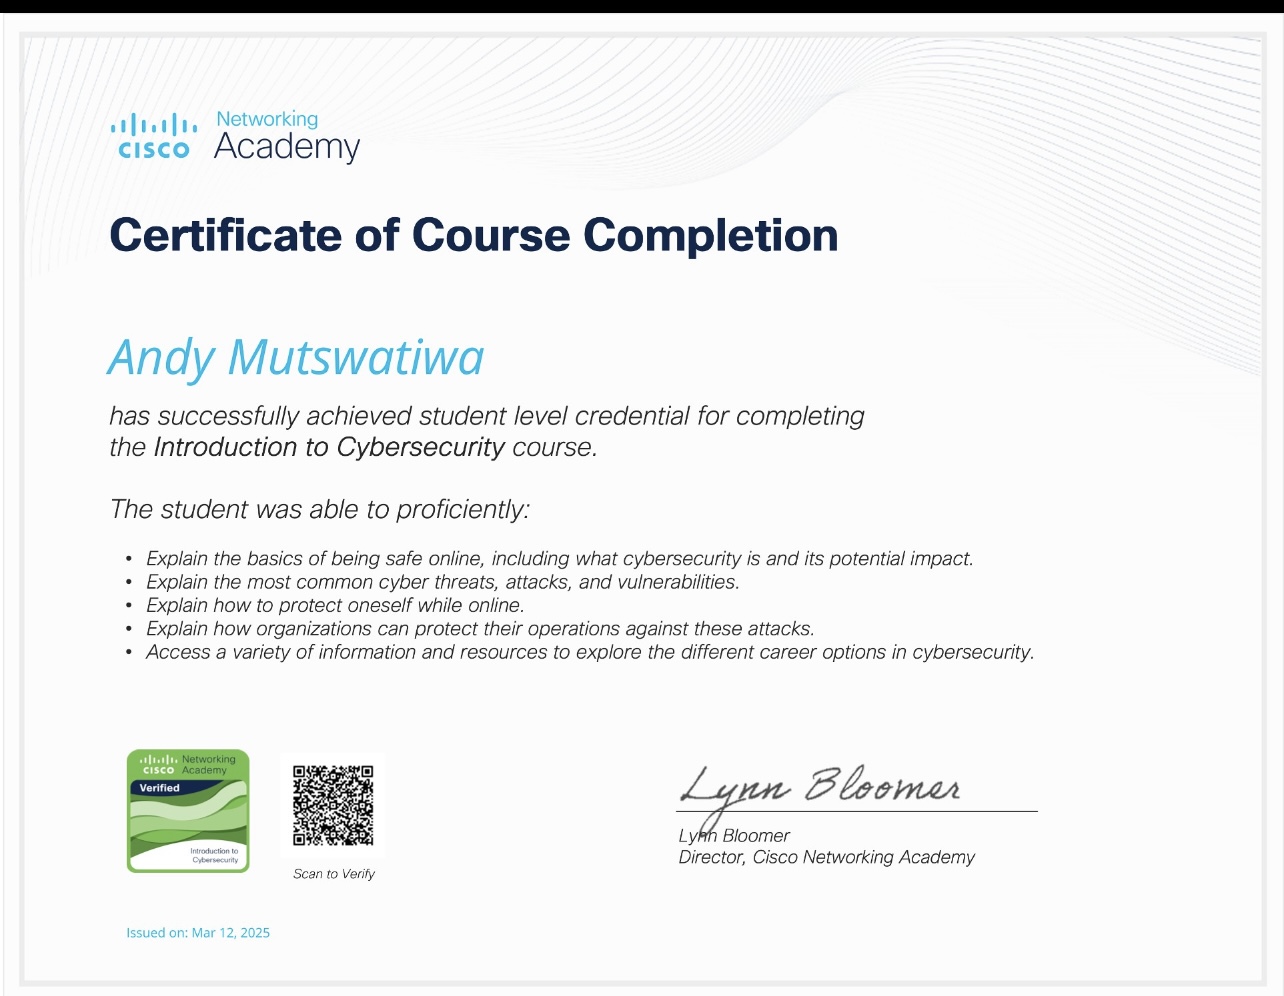 Networking
cisco Academy
Certificate of Course Completion
Andy Mutswatiwa
has successfully achieved student level credential for completing
the Introduction to Cybersecurity course.
The student was able to proficiently:
• Explain the basics of being safe online, including what cybersecurity is and its potential impact.
• Explain the most common cyber threats, attacks, and vulnerabilities.
• Explain how to protect oneself while online.
• Explain how organizations can protect their operations against these attacks.
• Access a variety of information and resources to explore the different career options in cybersecurity.
Networking
cisco Academy
Verified
Introduction to
Cybersecurity
Scan to Verify
Lynn Bloomer
Lynn Bloomer
Director, Cisco Networking Academy
Issued on: Mar 12, 2025